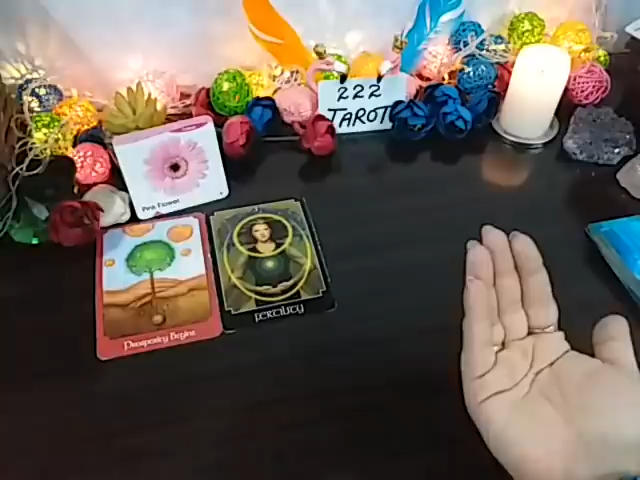 222
TAROT
Pink Flower
Prosperity Begins
FERTILITY